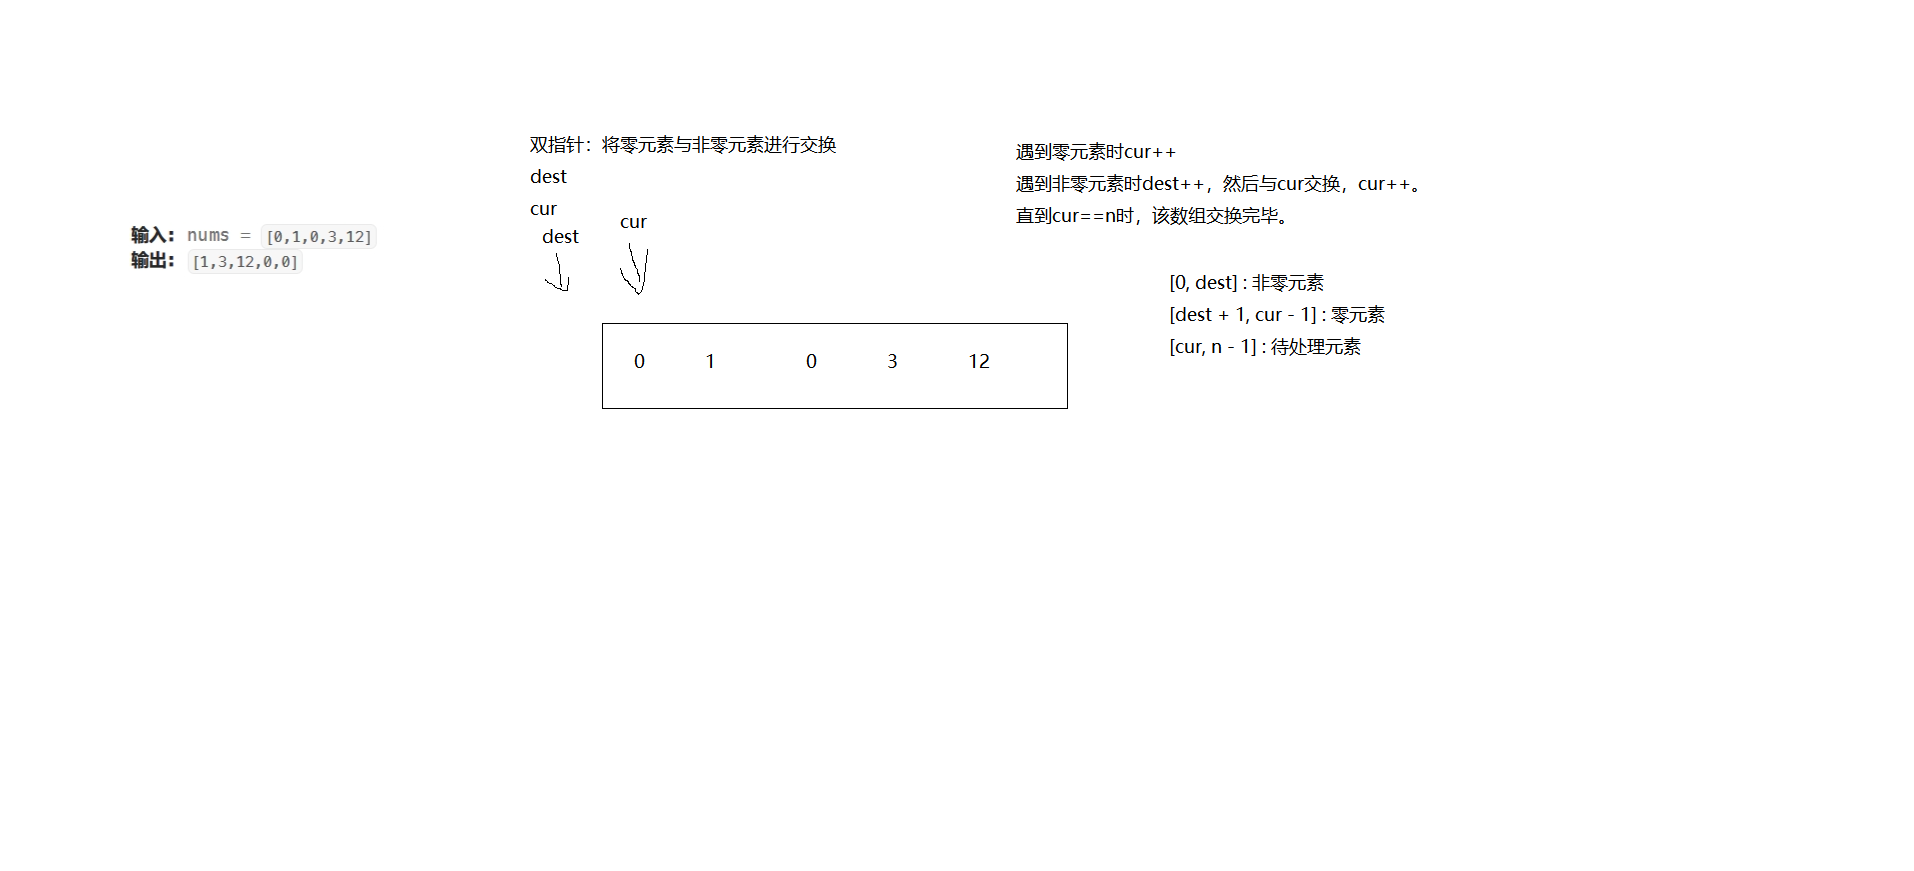 输入: nums = [0,1,0,3,12]
输出: [1,3,12,0,0]
双指针：将零元素与非零元素进行交换
dest
cur
cur
dest
0 1 0 3 12
遇到零元素时cur++
遇到非零元素时dest++，然后与cur交换，cur++。
直到cur==n时，该数组交换完毕。
[0, dest] : 非零元素
[dest + 1, cur - 1] : 零元素
[cur, n - 1] : 待处理元素